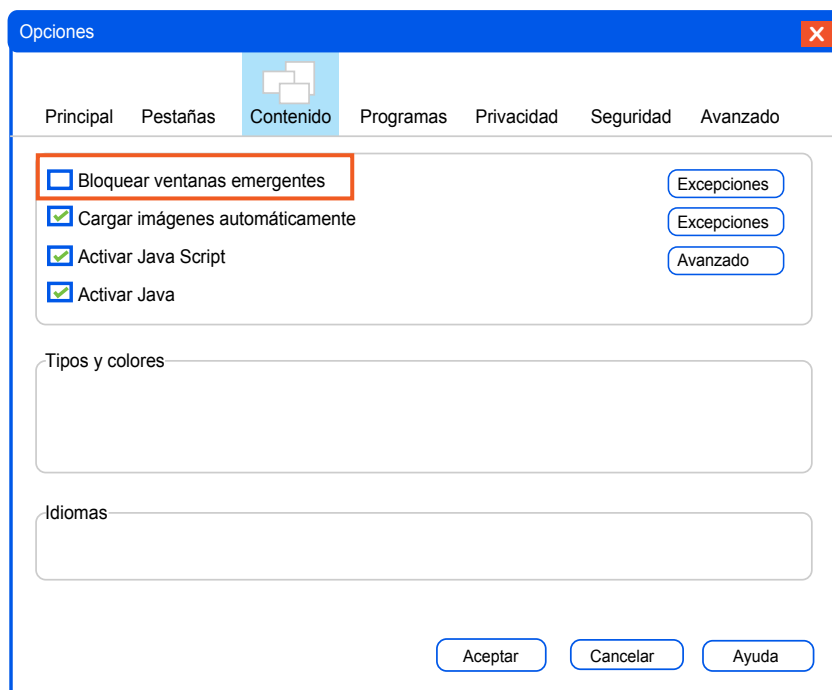 Opciones
Principal Pestañas Contenido Programas Privacidad Seguridad Avanzado
Bloquear ventanas emergentes Excepciones
Cargar imágenes automáticamente Excepciones
Activar Java Script Avanzado
Activar Java
Tipos y colores
Idiomas
Aceptar Cancelar Ayuda